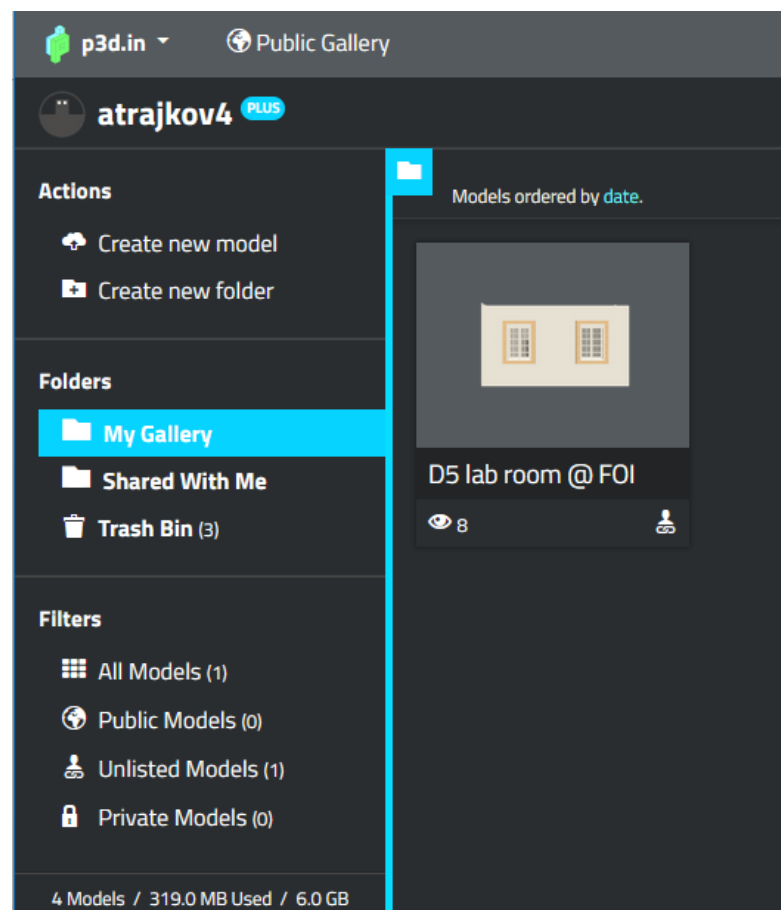 p3d.in Public Gallery
atrajkov4 PLUS
Actions
Create new model
Create new folder
Folders
My Gallery
Shared With Me
Trash Bin (3)
Filters
All Models (1)
Public Models (0)
Unlisted Models (1)
Private Models (0)
4 Models / 319.0 MB Used / 6.0 GB
Models ordered by date.
D5 lab room @ FOI
8